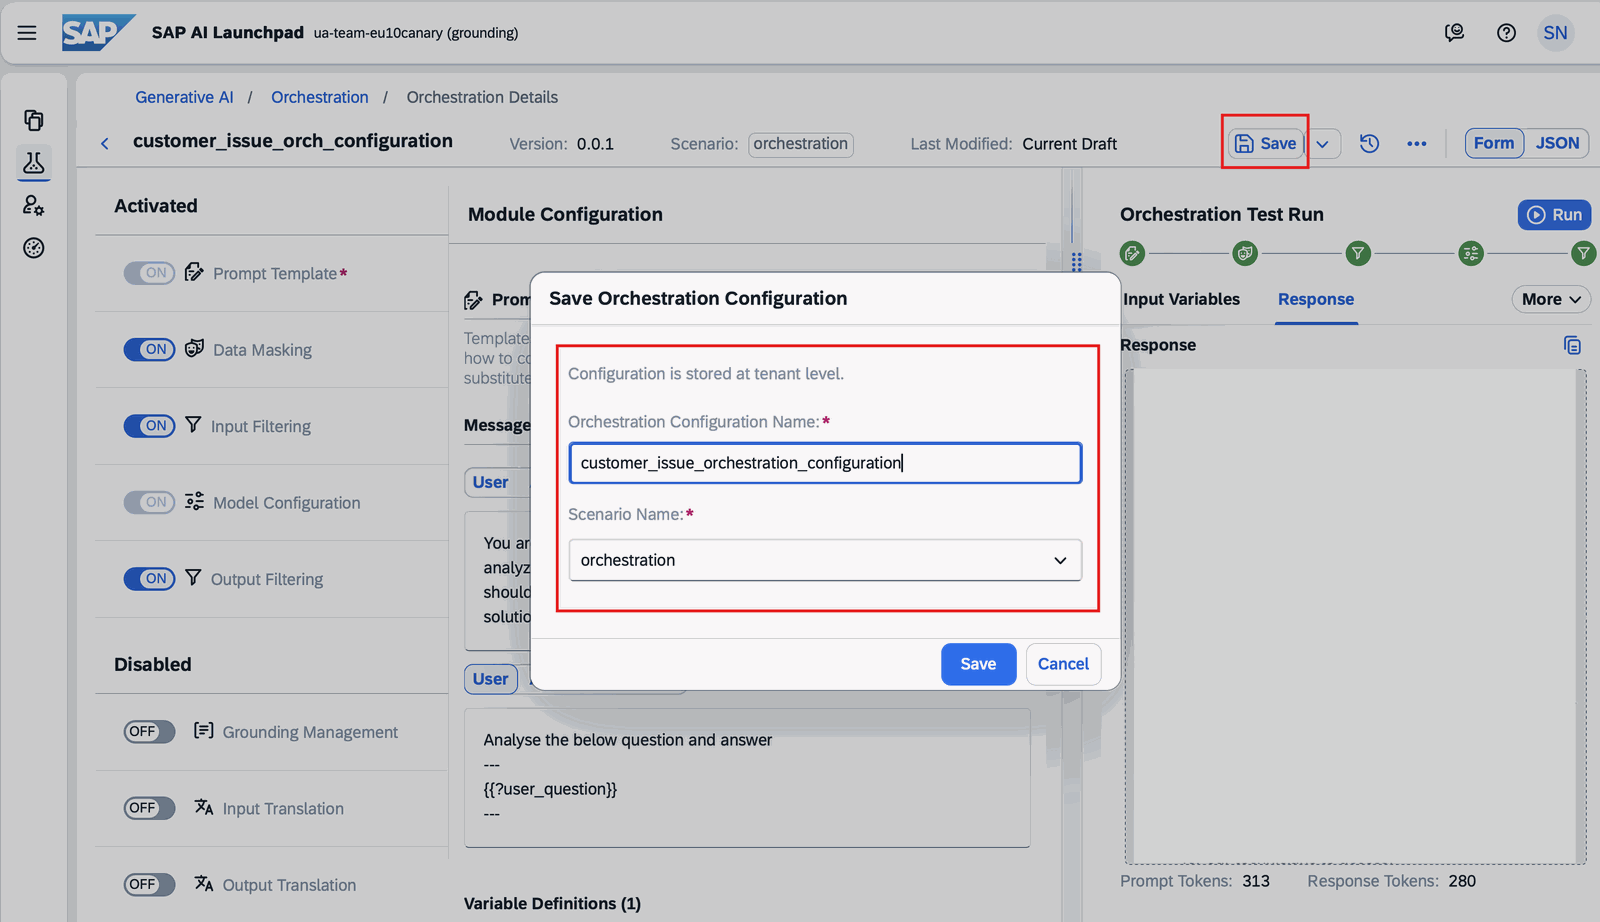 SAP
SAP AI Launchpad ua-team-eu10canary (grounding)
SN
Generative AI / Orchestration / Orchestration Details
customer_issue_orch_configuration
Version: 0.0.1
Scenario: orchestration
Last Modified: Current Draft
Save
Form
JSON
Activated
ON Prompt Template*
ON Data Masking
ON Input Filtering
ON Model Configuration
ON Output Filtering
Disabled
OFF Grounding Management
OFF Input Translation
OFF Output Translation
Module Configuration
Template
how to
substitute
Message
User
You
should
User
Analyse the below question and answer
---
{{?user_question}}
---
Variable Definitions (1)
Save Orchestration Configuration
Configuration is stored at tenant level.
Orchestration Configuration Name:*
customer_issue_orchestration_configuration
Scenario Name:*
orchestration
Save
Cancel
Orchestration Test Run
Run
Input Variables
Response
More
Response
Prompt Tokens: 313
Response Tokens: 280